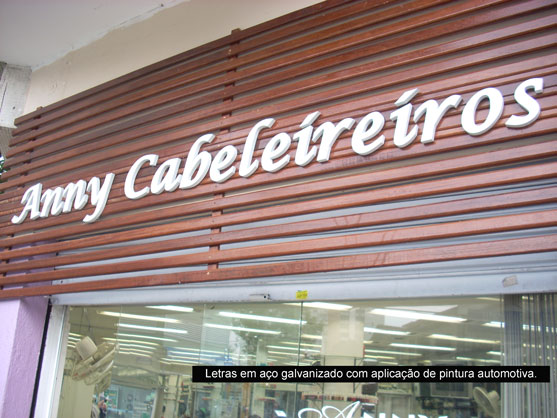 Anny Cabeleireiros
Letras em aço galvanizado com aplicação de pintura automotiva.